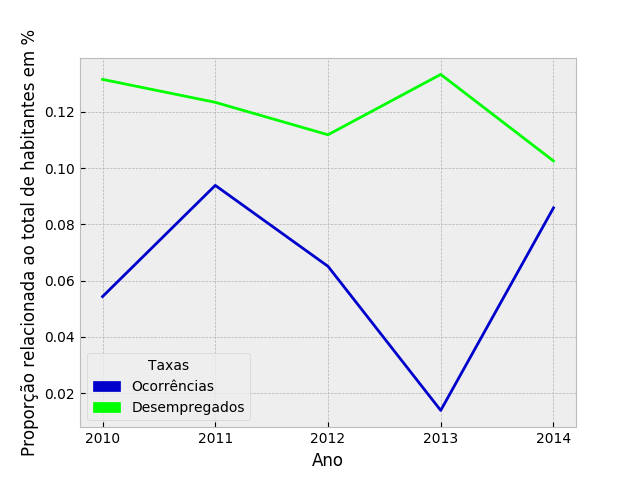 Proporção relacionada ao total de habitantes em %
0.12
0.10
0.08
0.06
0.04
0.02
Taxas
Ocorrências
Desempregados
2010 2011 2012 2013 2014
Ano